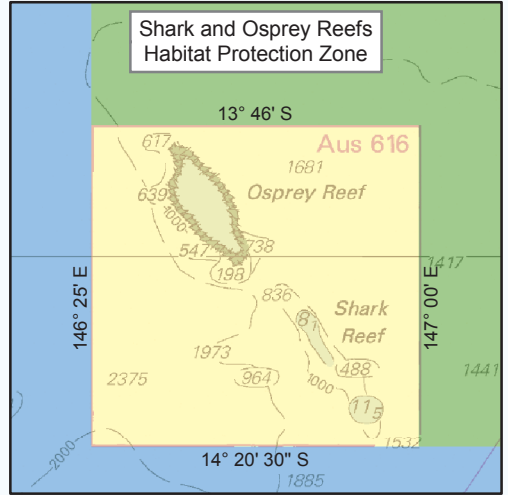 Shark and Osprey Reefs
Habitat Protection Zone
13° 46' S
617
Aus 616
1681
639
Osprey Reef
1000
547
738
198
1417
146° 25' E
147° 00' E
836
Shark
Reef
8₁
1973
488
1441
2375
964
1000
11₅
1532
14° 20' 30" S
2000
1885